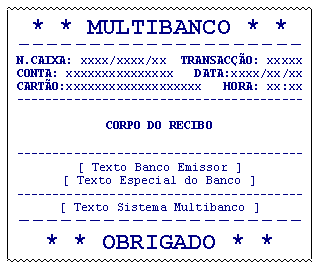 * * MULTIBANCO * *
N.CAIXA: xxxx/xxxx/xx TRANSACÇÃO: xxxxx
CONTA: xxxxxxxxxxxxxxx DATA:xxxx/xx/xx
CARTÃO:xxxxxxxxxxxxxxxxxxx HORA: xx:xx
CORPO DO RECIBO
[ Texto Banco Emissor ]
[ Texto Especial do Banco ]
[ Texto Sistema Multibanco ]
* * OBRIGADO * *